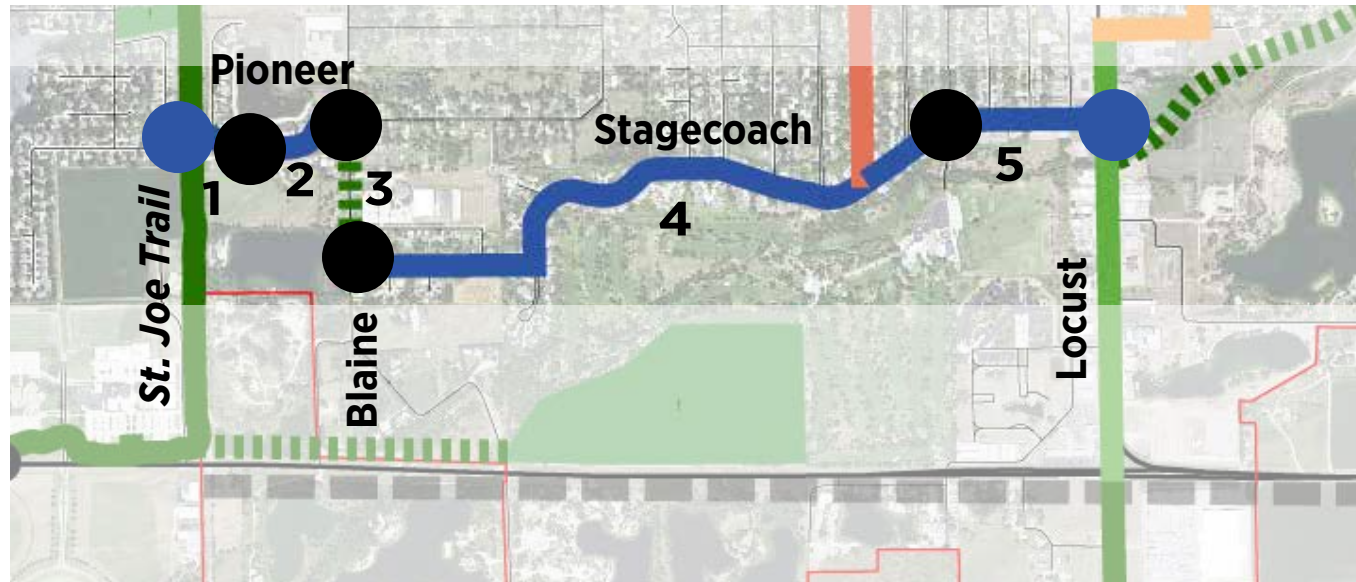 Pioneer
Stagecoach
1
2
3
4
5
St. Joe Trail
Blaine
Locust